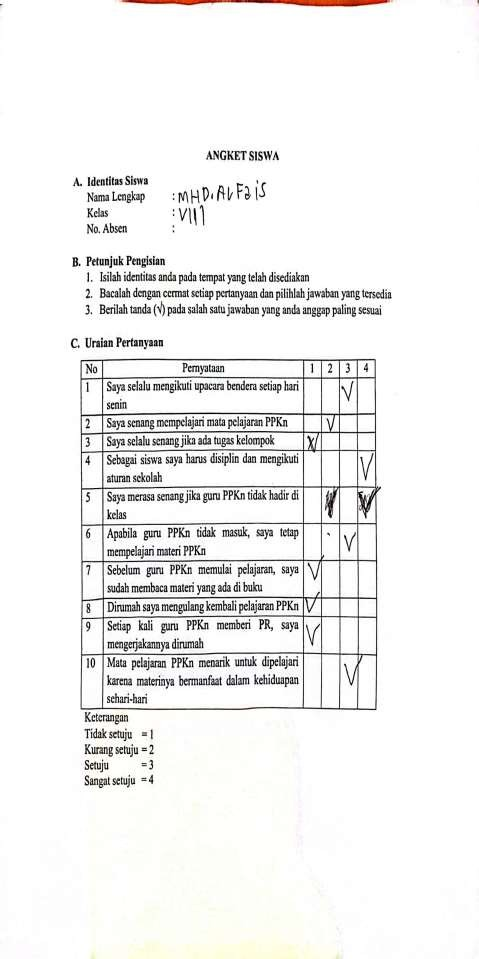 ANGKET SISWA
A. Identitas Siswa
Nama Lengkap : MHD. ALFais
Kelas : VIII
No. Absen :
B. Petunjuk Pengisian
1. Isilah identitas anda pada tempat yang telah disediakan
2. Bacalah dengan cermat setiap pertanyaan dan pilihlah jawaban yang tersedia
3. Berilah tanda (√) pada salah satu jawaban yang anda anggap paling sesuai
C. Uraian Pertanyaan
No Pernyataan 1 2 3 4
1 Saya selalu mengikuti upacara bendera setiap hari √
senin
2 Saya senang mempelajari mata pelajaran PPKn √
3 Saya selalu senang jika ada tugas kelompok √
4 Sebagai siswa saya harus disiplin dan mengikuti √
aturan sekolah
5 Saya merasa senang jika guru PPKn tidak hadir di
kelas
6 Apabila guru PPKn tidak masuk, saya tetap √
mempelajari materi PPKn
7 Sebelum guru PPKn memulai pelajaran, saya √
sudah membaca materi yang ada di buku
8 Dirumah saya mengulang kembali pelajaran PPKn √
9 Setiap kali guru PPKn memberi PR, saya √
mengerjakannya dirumah
10 Mata pelajaran PPKn menarik untuk dipelajari √
karena materinya bermanfaat dalam kehidupan
sehari-hari
Keterangan
Tidak setuju = 1
Kurang setuju = 2
Setuju = 3
Sangat setuju = 4